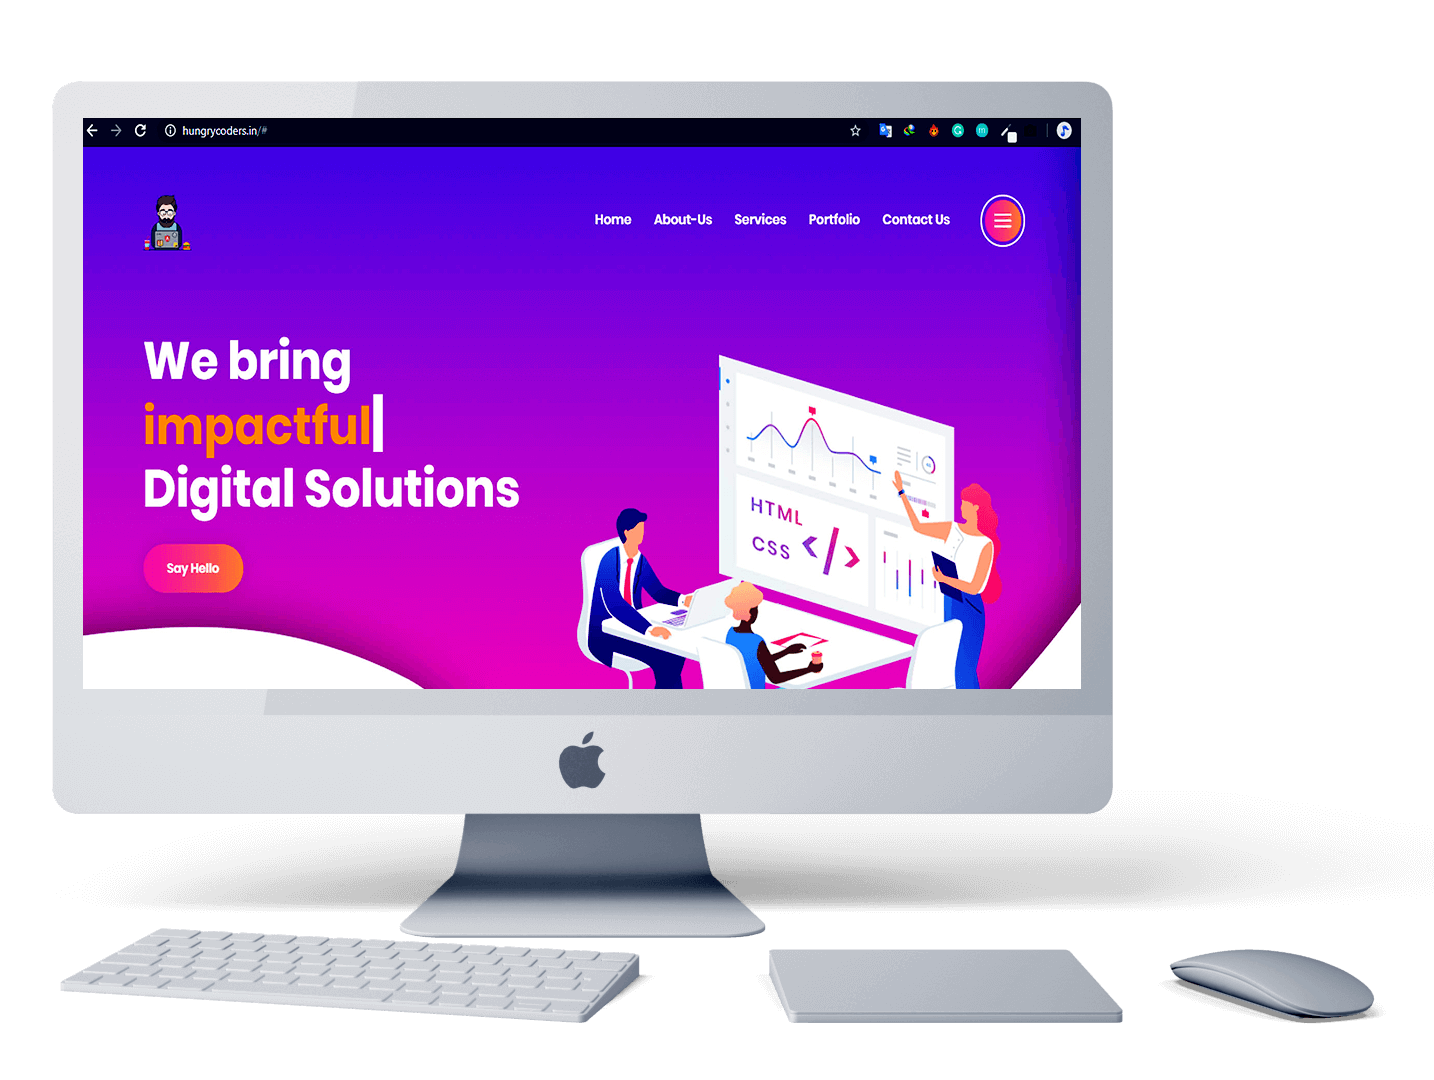 hungrycoders.in/#
Home About-Us Services Portfolio Contact Us
We bring
impactful
Digital Solutions
Say Hello
HTML
CSS </>